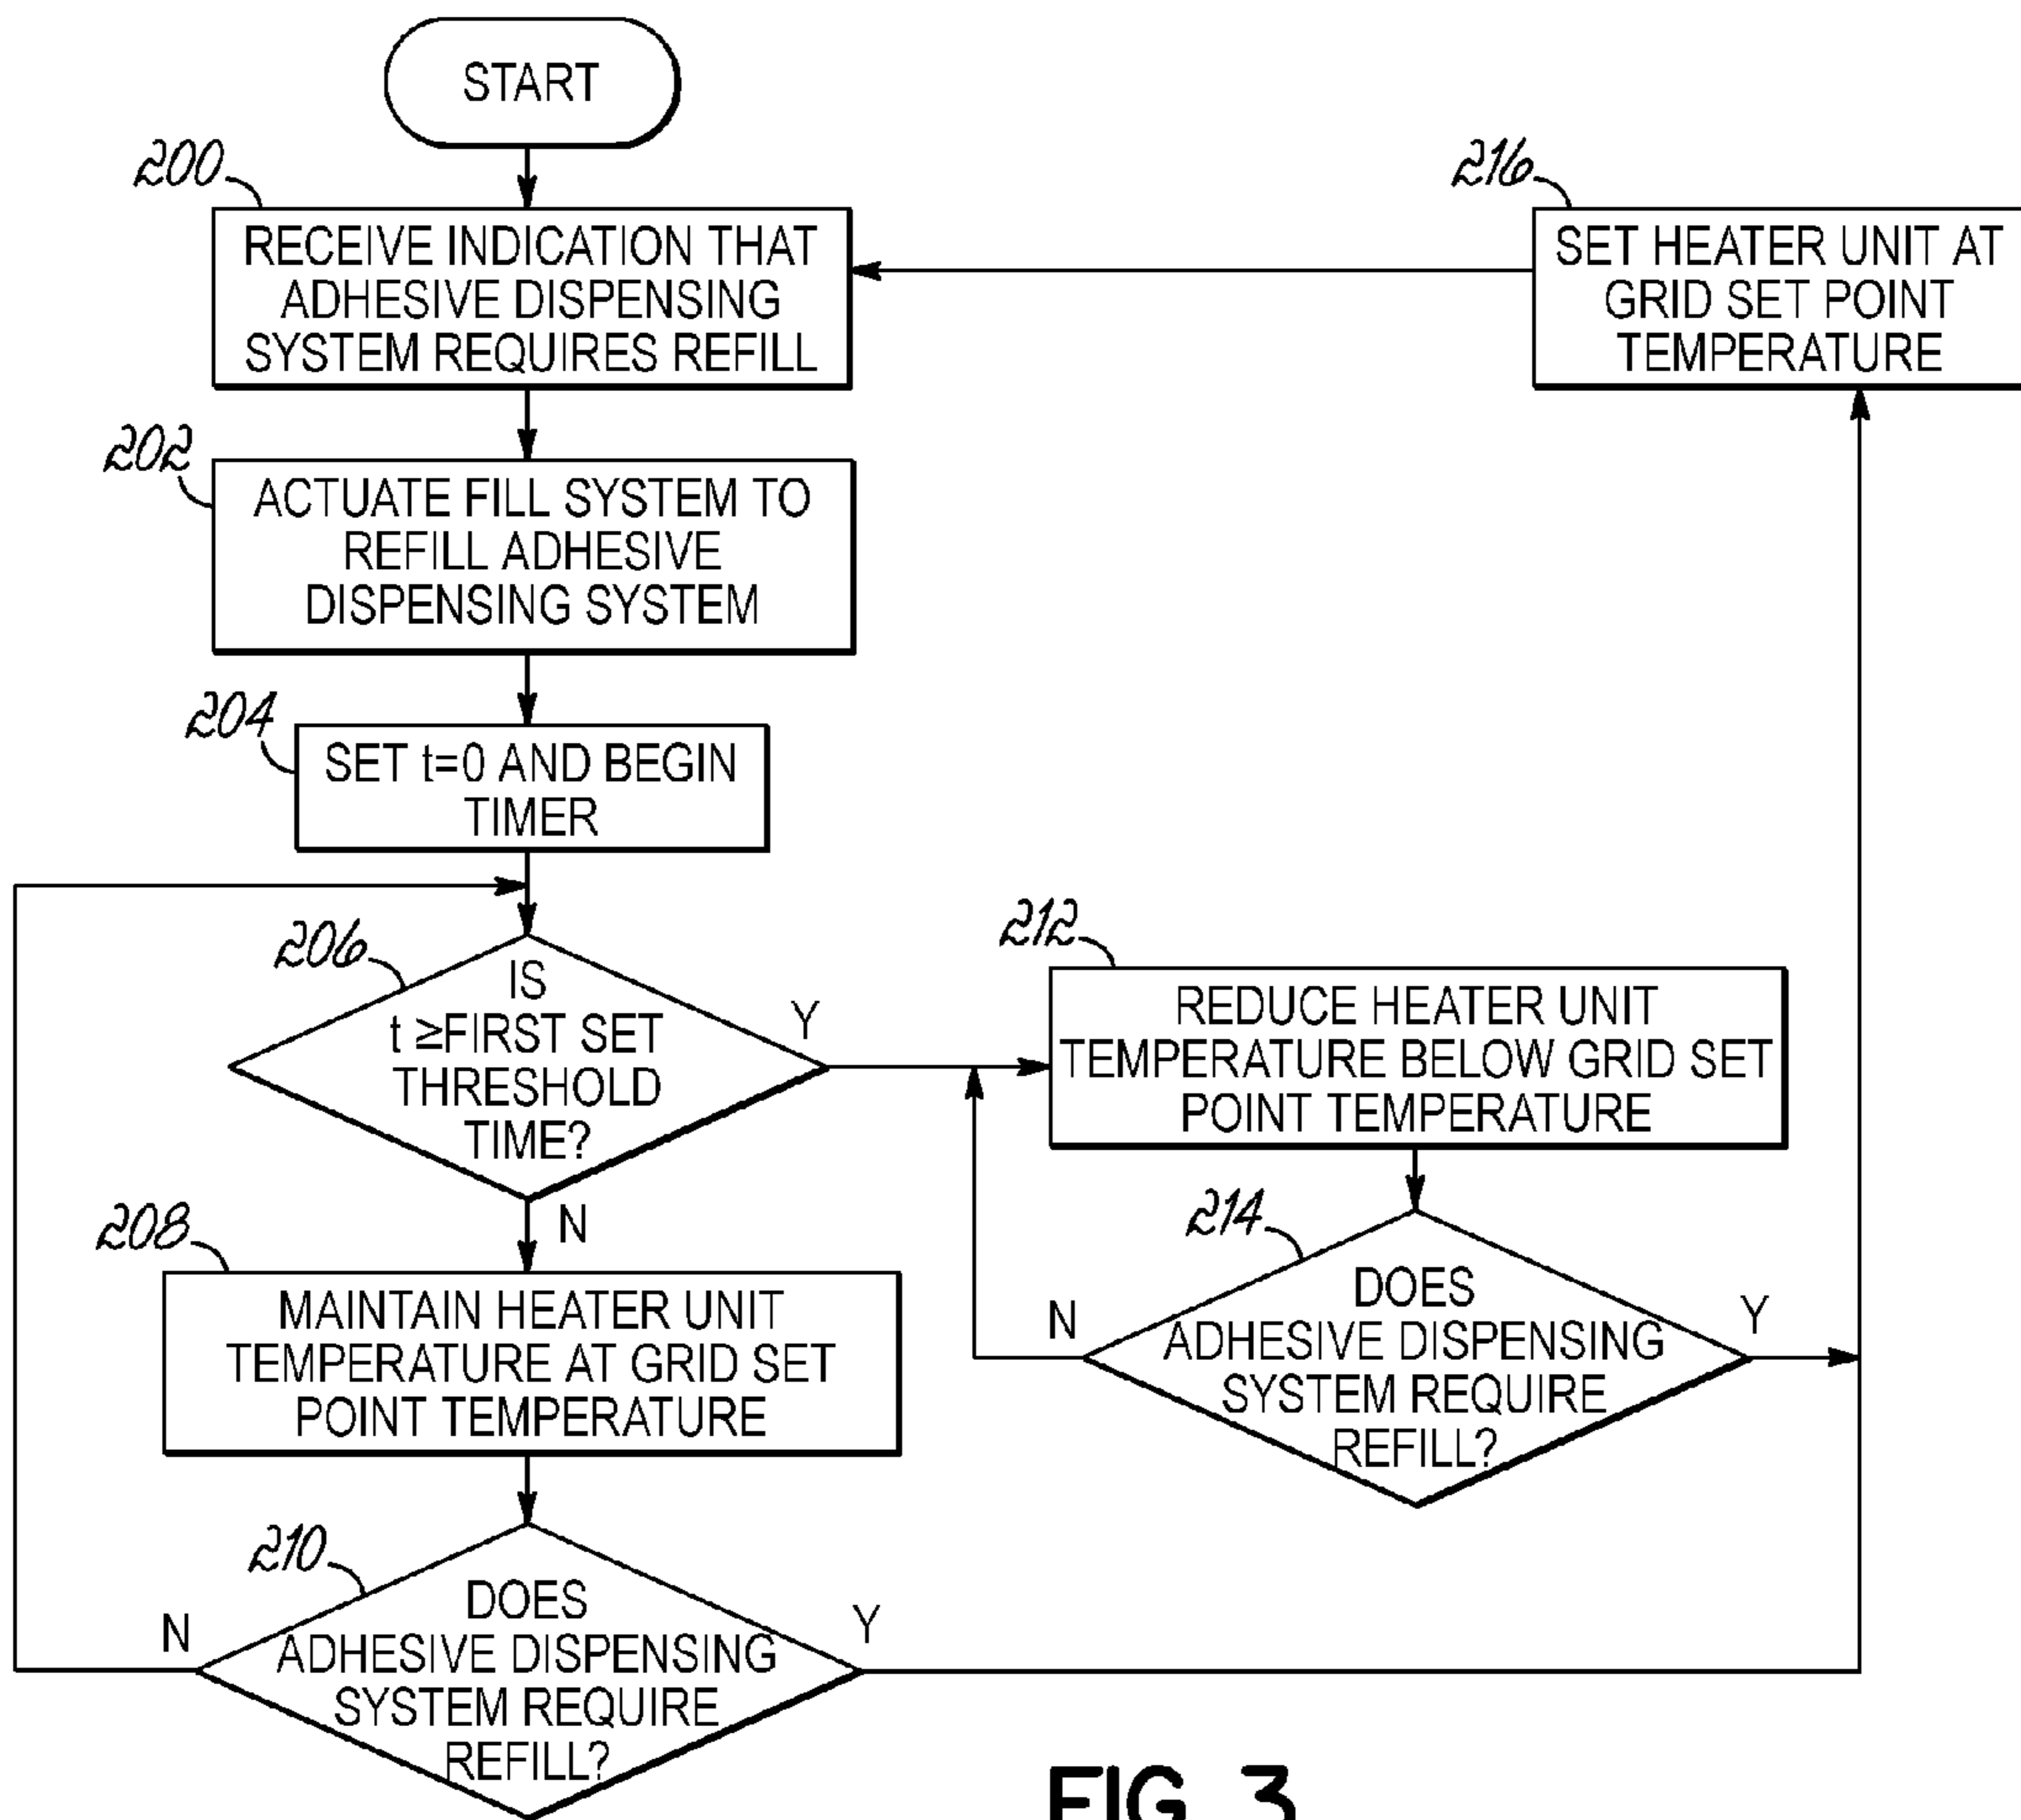 START
200
RECEIVE INDICATION THAT
ADHESIVE DISPENSING
SYSTEM REQUIRES REFILL
216
SET HEATER UNIT AT
GRID SET POINT
TEMPERATURE
202
ACTUATE FILL SYSTEM TO
REFILL ADHESIVE
DISPENSING SYSTEM
204
SET t=0 AND BEGIN
TIMER
206
IS
t ≥FIRST SET
THRESHOLD
TIME?
Y
N
212
REDUCE HEATER UNIT
TEMPERATURE BELOW GRID SET
POINT TEMPERATURE
208
MAINTAIN HEATER UNIT
TEMPERATURE AT GRID SET
POINT TEMPERATURE
214
DOES
ADHESIVE DISPENSING
SYSTEM REQUIRE
REFILL?
N
Y
210
DOES
ADHESIVE DISPENSING
SYSTEM REQUIRE
REFILL?
N
Y
FIG. 3